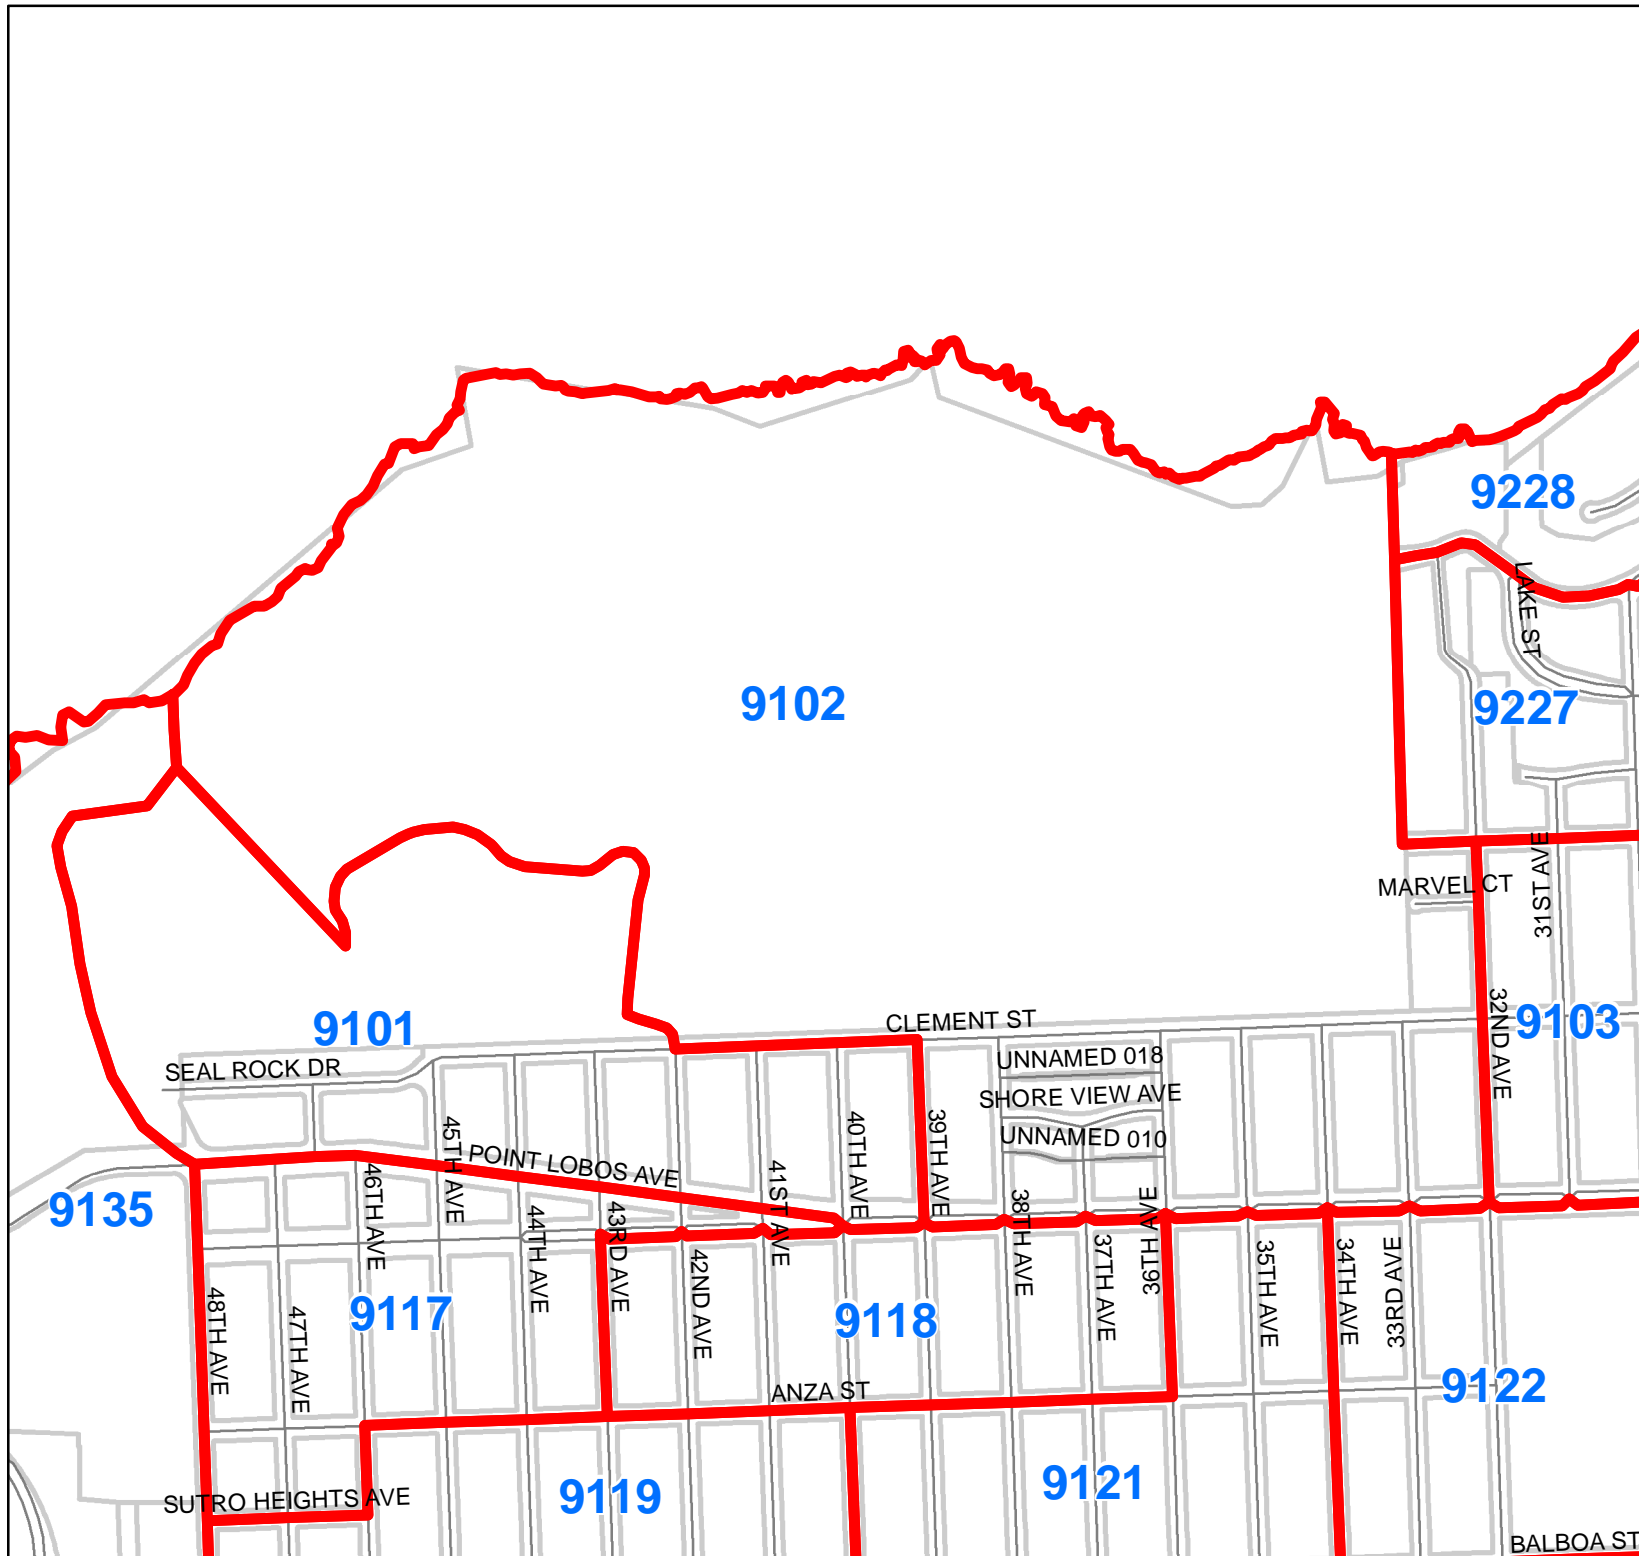 9228
LAKE ST
9102
9227
31ST AVE
MARVEL CT
9101
CLEMENT ST
32ND AVE
9103
SEAL ROCK DR
UNNAMED 018
SHORE VIEW AVE
UNNAMED 010
45TH AVE
POINT LOBOS AVE
40TH AVE
39TH AVE
41ST AVE
9135
46TH AVE
44TH AVE
43RD AVE
42ND AVE
38TH AVE
37TH AVE
36TH AVE
35TH AVE
34TH AVE
33RD AVE
48TH AVE
47TH AVE
9117
9118
ANZA ST
9122
SUTRO HEIGHTS AVE
9119
9121
BALBOA ST